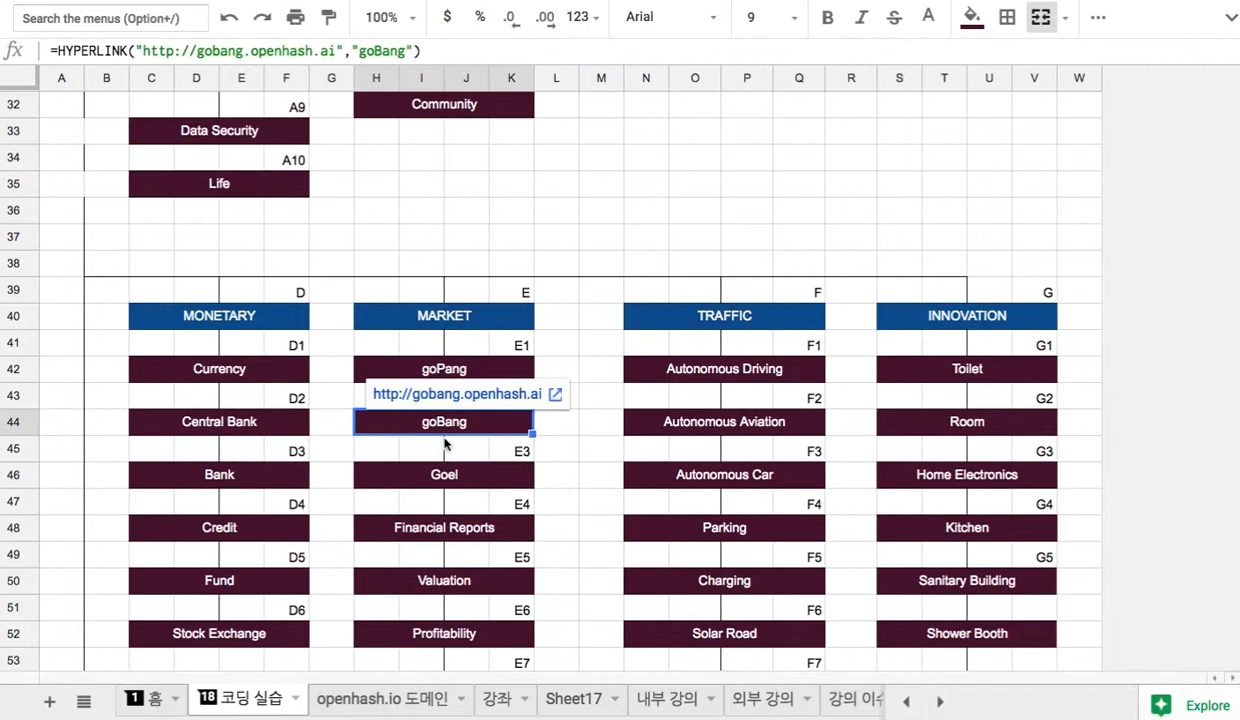 Search the menus (Option+/) 100% $ % .0 .00 123 Arial 9 B I S A
fx =HYPERLINK("http://gobang.openhash.ai","goBang")
A B C D E F G H I J K L M N O P Q R S T U V W
32 A9 Community
33 Data Security
34 A10
35 Life
36
37
38
39 D E F G
40 MONETARY MARKET TRAFFIC INNOVATION
41 D1 E1 F1 G1
42 Currency goPang Autonomous Driving Toilet
43 D2 http://gobang.openhash.ai F2 G2
44 Central Bank goBang Autonomous Aviation Room
45 D3 E3 F3 G3
46 Bank Goel Autonomous Car Home Electronics
47 D4 E4 F4 G4
48 Credit Financial Reports Parking Kitchen
49 D5 E5 F5 G5
50 Fund Valuation Charging Sanitary Building
51 D6 E6 F6
52 Stock Exchange Profitability Solar Road Shower Booth
53 E7 F7
1 홈 18 코딩 실습 openhash.io 도메인 강좌 Sheet17 내부 강의 외부 강의 강의 이슈 Explore